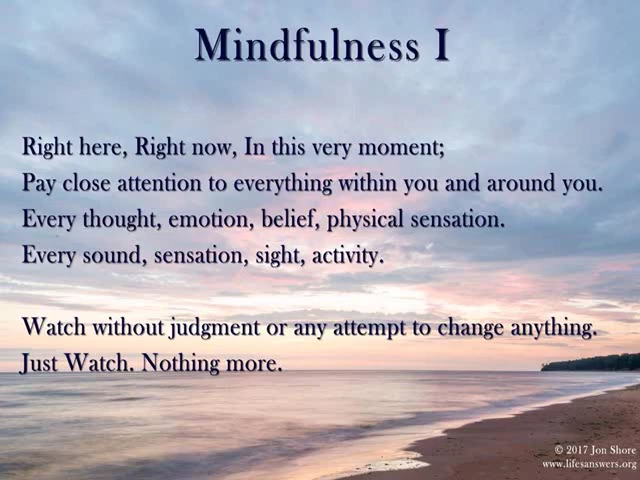 Mindfulness I
Right here, Right now, In this very moment;
Pay close attention to everything within you and around you.
Every thought, emotion, belief, physical sensation.
Every sound, sensation, sight, activity.
Watch without judgment or any attempt to change anything.
Just Watch. Nothing more.
© 2017 Jon Shore
www.lifesanswers.org